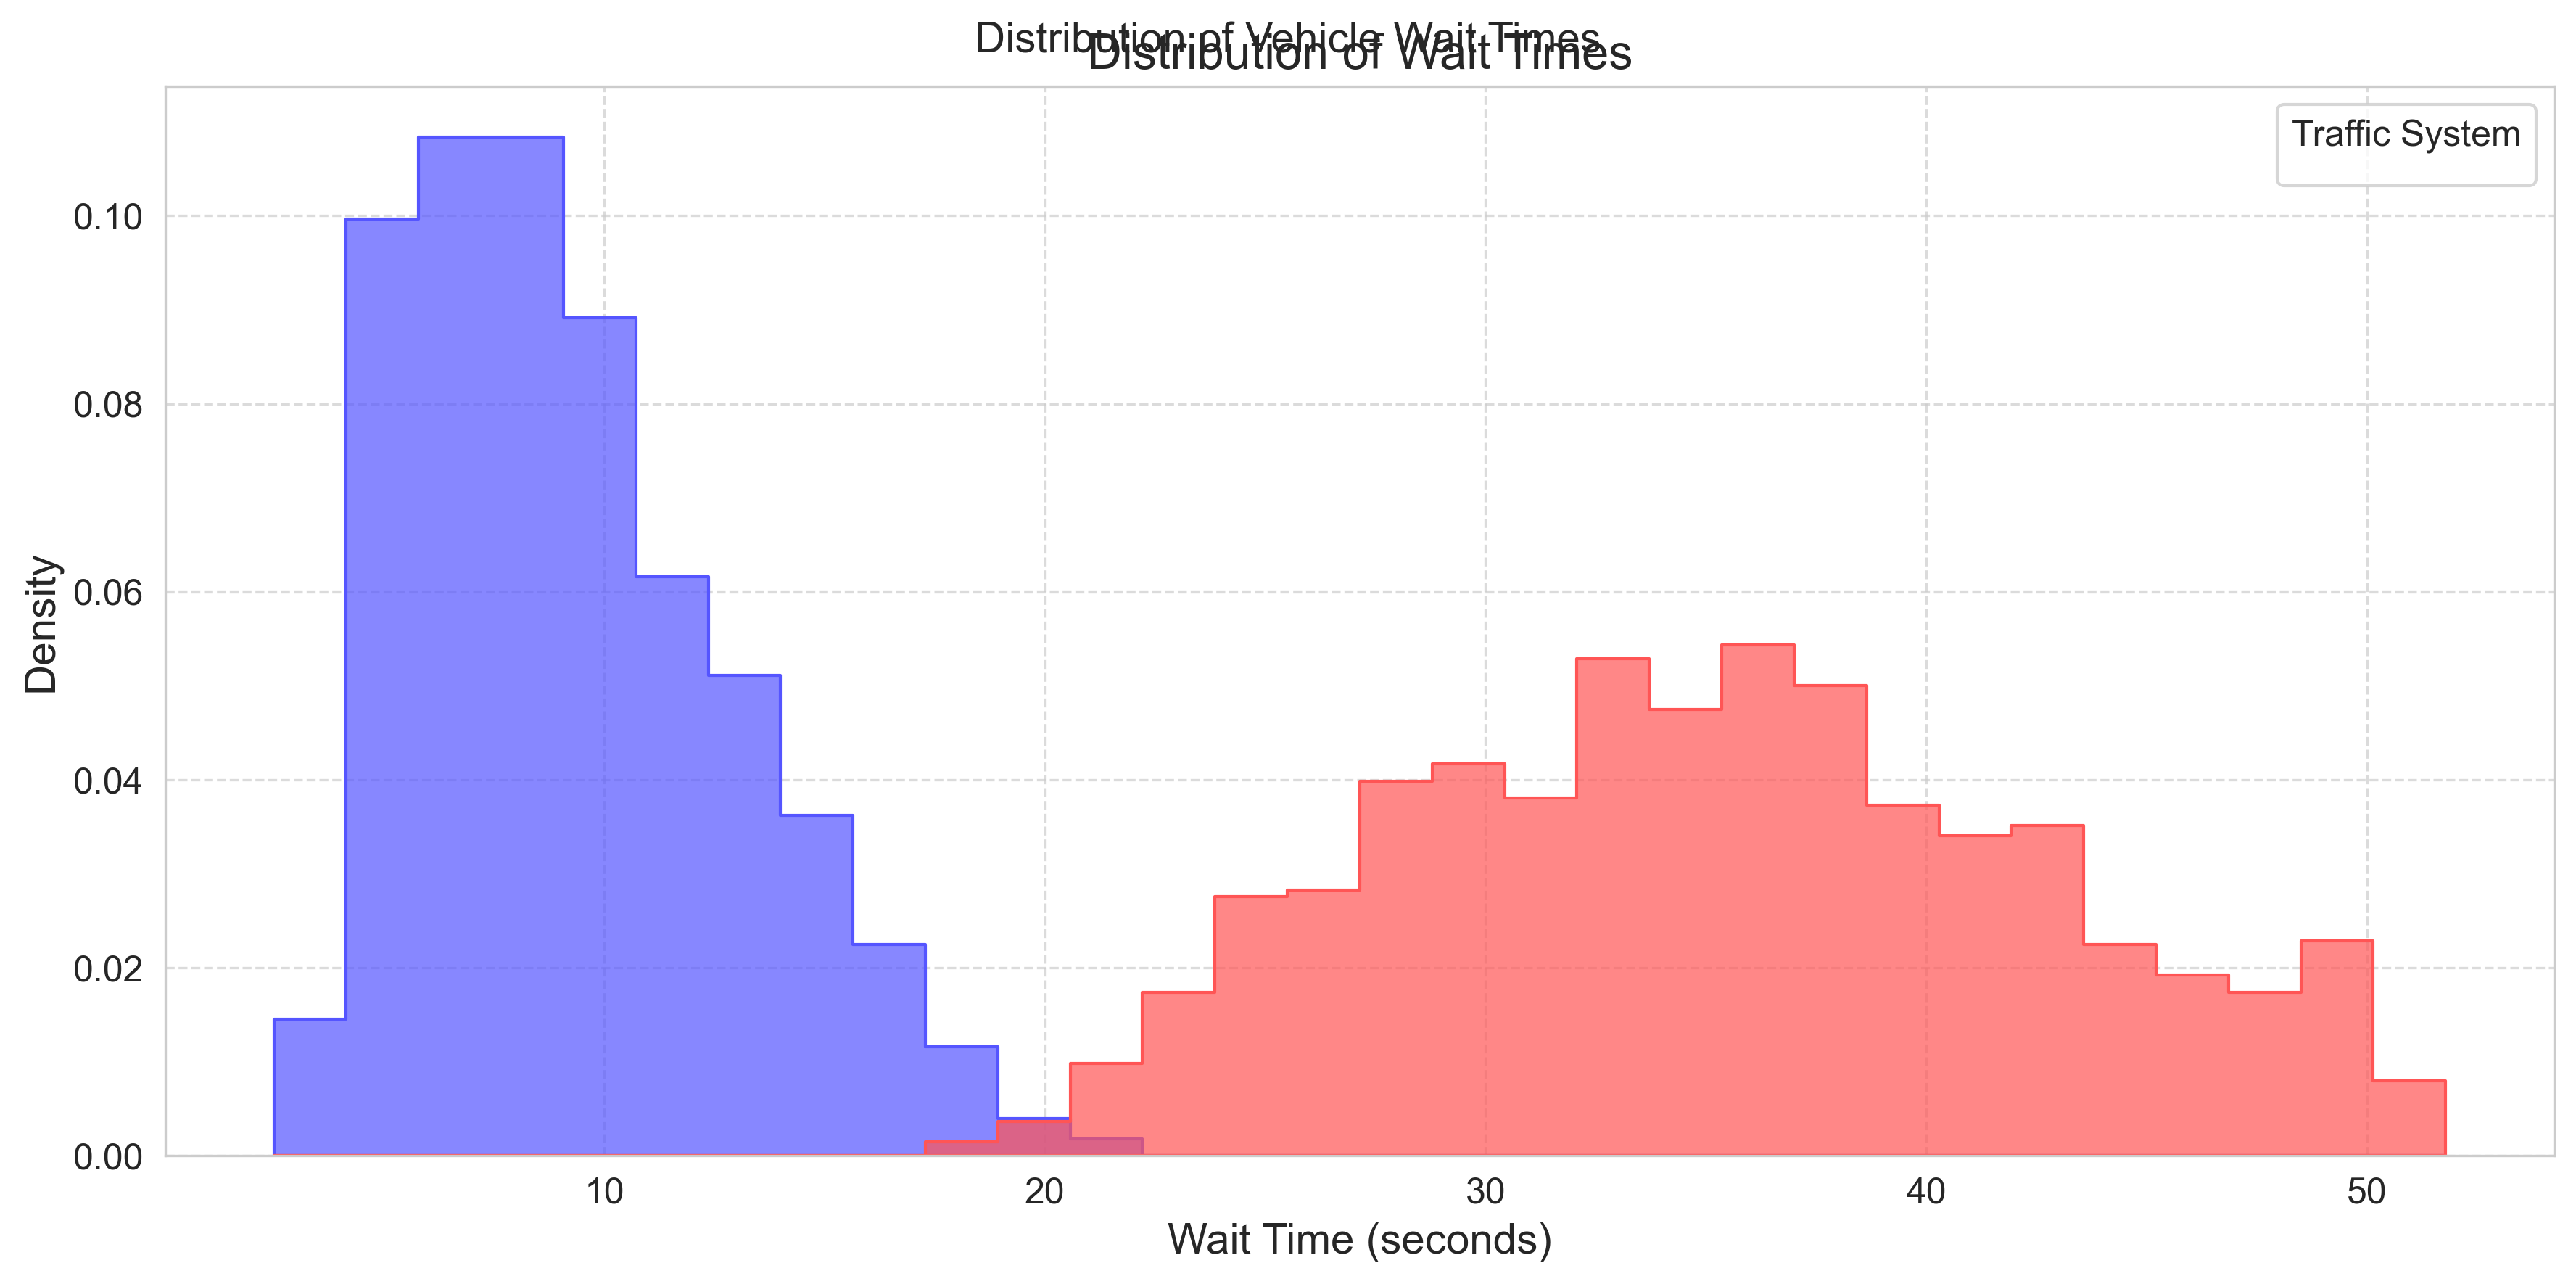 Distribution of Vehicle Wait Times
Distribution of Wait Times
Traffic System
0.10
0.08
0.06
0.04
0.02
0.00
Density
10 20 30 40 50
Wait Time (seconds)